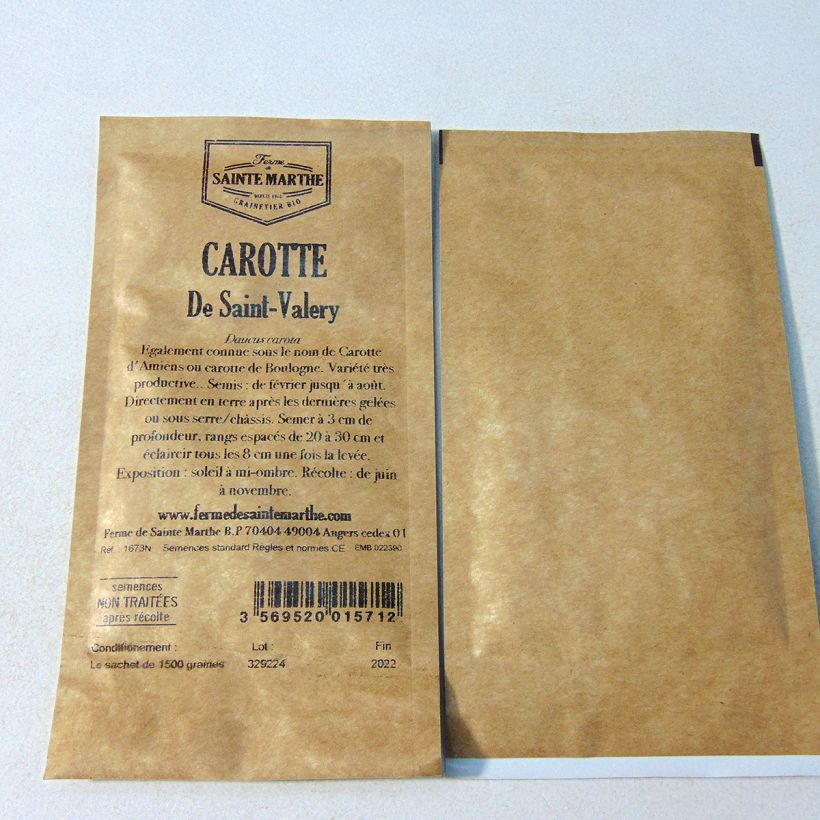 Ferme
de
SAINTE MARTHE
GRAINETIER BIO
CAROTTE
De Saint-Valery
Daucus carota
Egalement connue sous le nom de Carotte
d'Amiens ou carotte de Boulogne. Variété très
productive.. Semis : de février jusqu'à août.
Directement en terre après les dernières gelées
ou sous serre/châssis. Semer à 3 cm de
profondeur, rangs espacés de 20 à 30 cm et
éclaircir tous les 8 cm une fois la levée.
Exposition : soleil à mi-ombre. Récolte : de juin
à novembre.
www.fermedesaintemarthe.com
Ferme de Sainte Marthe B.P 70404 49004 Angers cedex 01
Réf : 1673N Semences standard Règles et normes CE EMB 022390
semences
NON TRAITÉES
après récolte
3 569520 015712
Conditionement : Lot : Fin
Le sachet de 1500 graines 329224 2022